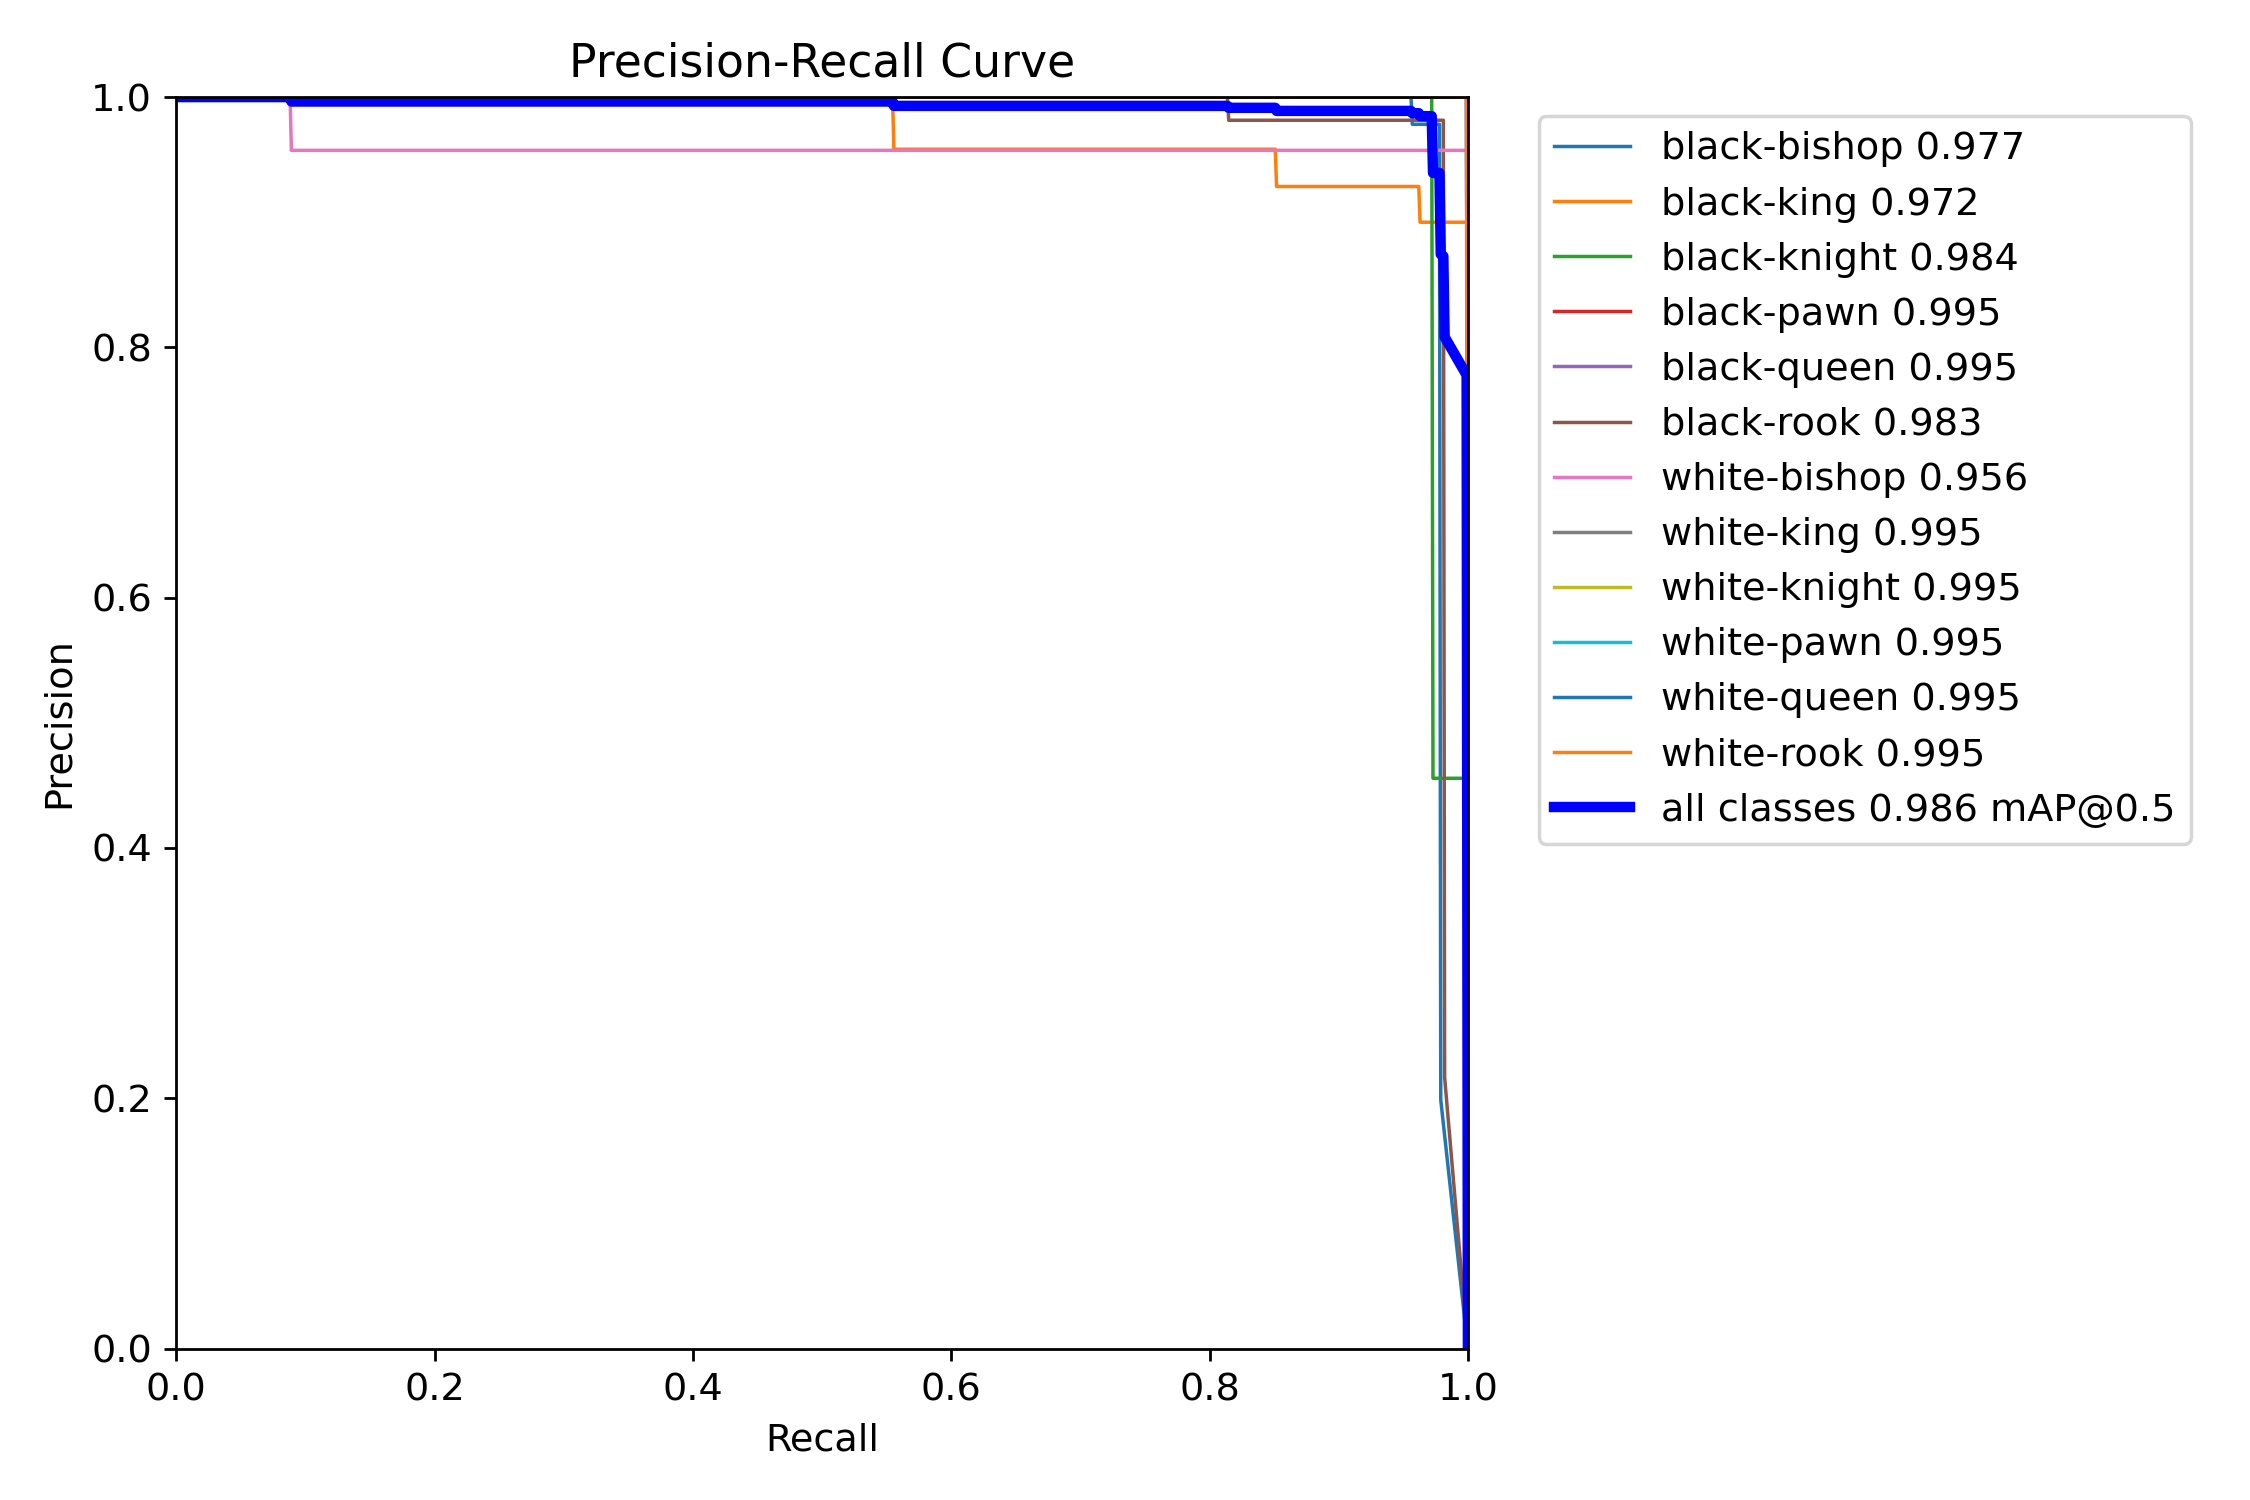 Precision-Recall Curve
1.0
0.8
0.6
0.4
0.2
0.0
Precision
0.0 0.2 0.4 0.6 0.8 1.0
Recall
black-bishop 0.977
black-king 0.972
black-knight 0.984
black-pawn 0.995
black-queen 0.995
black-rook 0.983
white-bishop 0.956
white-king 0.995
white-knight 0.995
white-pawn 0.995
white-queen 0.995
white-rook 0.995
all classes 0.986 mAP@0.5